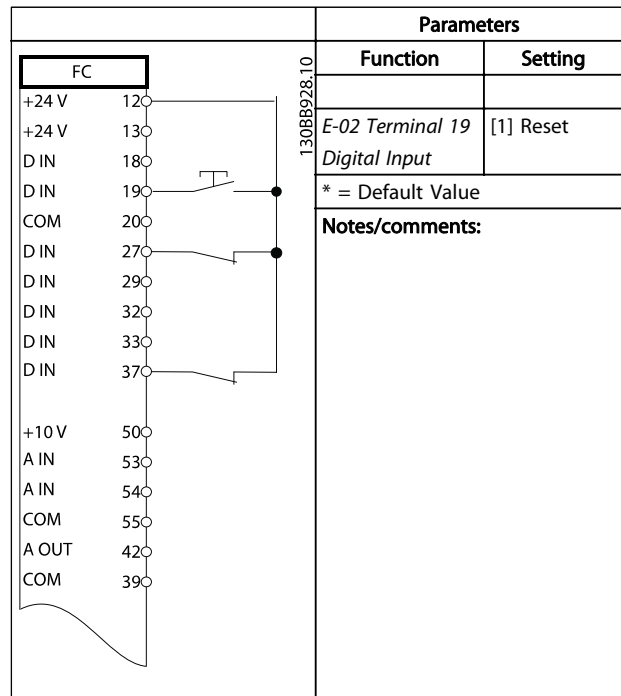 Parameters
Function Setting
E-02 Terminal 19 Digital Input [1] Reset
* = Default Value
Notes/comments:
FC
+24 V 12
+24 V 13
D IN 18
D IN 19
COM 20
D IN 27
D IN 29
D IN 32
D IN 33
D IN 37
+10 V 50
A IN 53
A IN 54
COM 55
A OUT 42
COM 39
130BB928.10